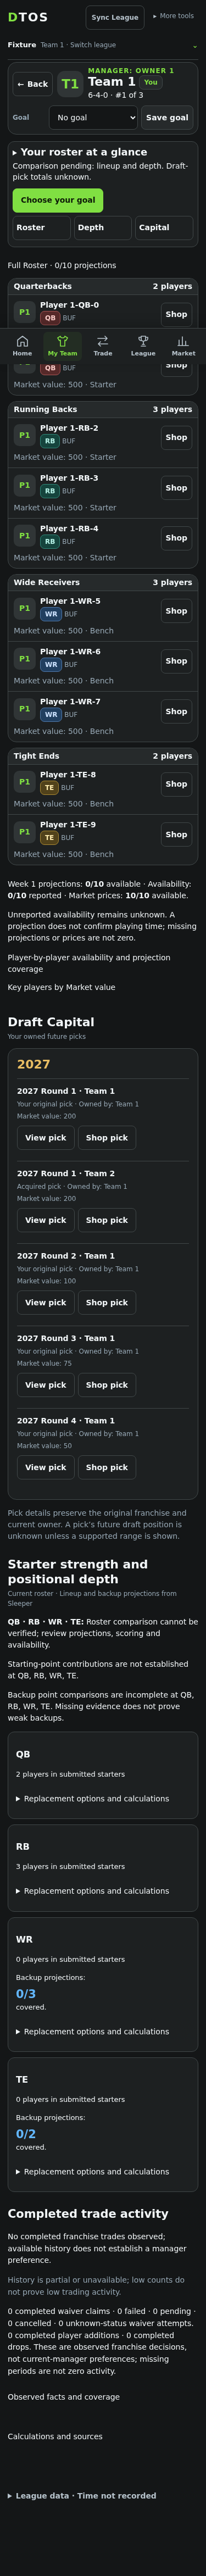 DTOS
Sync League
▸ More tools
Fixture Team 1 · Switch league
← Back
T1
MANAGER: OWNER 1
Team 1 You
6-4-0 · #1 of 3
Goal
No goal
Save goal
▸ Your roster at a glance
Comparison pending: lineup and depth. Draft-
pick totals unknown.
Choose your goal
Roster
Depth
Capital
Full Roster · 0/10 projections
Quarterbacks
2 players
P1
Player 1-QB-0
QB BUF
Shop
Home
My Team
Trade
League
Market
QB BUF
Shop
Market value: 500 · Starter
Running Backs
3 players
P1
Player 1-RB-2
RB BUF
Shop
Market value: 500 · Starter
P1
Player 1-RB-3
RB BUF
Shop
Market value: 500 · Starter
P1
Player 1-RB-4
RB BUF
Shop
Market value: 500 · Starter
Wide Receivers
3 players
P1
Player 1-WR-5
WR BUF
Shop
Market value: 500 · Bench
P1
Player 1-WR-6
WR BUF
Shop
Market value: 500 · Bench
P1
Player 1-WR-7
WR BUF
Shop
Market value: 500 · Bench
Tight Ends
2 players
P1
Player 1-TE-8
TE BUF
Shop
Market value: 500 · Bench
P1
Player 1-TE-9
TE BUF
Shop
Market value: 500 · Bench
Week 1 projections: 0/10 available · Availability:
0/10 reported · Market prices: 10/10 available.
Unreported availability remains unknown. A
projection does not confirm playing time; missing
projections or prices are not zero.
Player-by-player availability and projection
coverage
Key players by Market value
Draft Capital
Your owned future picks
2027
2027 Round 1 · Team 1
Your original pick · Owned by: Team 1
Market value: 200
View pick
Shop pick
2027 Round 1 · Team 2
Acquired pick · Owned by: Team 1
Market value: 200
View pick
Shop pick
2027 Round 2 · Team 1
Your original pick · Owned by: Team 1
Market value: 100
View pick
Shop pick
2027 Round 3 · Team 1
Your original pick · Owned by: Team 1
Market value: 75
View pick
Shop pick
2027 Round 4 · Team 1
Your original pick · Owned by: Team 1
Market value: 50
View pick
Shop pick
Pick details preserve the original franchise and
current owner. A pick's future draft position is
unknown unless a supported range is shown.
Starter strength and
positional depth
Current roster · Lineup and backup projections from
Sleeper
QB · RB · WR · TE: Roster comparison cannot be
verified; review projections, scoring and
availability.
Starting-point contributions are not established
at QB, RB, WR, TE.
Backup point comparisons are incomplete at QB,
RB, WR, TE. Missing evidence does not prove
weak backups.
QB
2 players in submitted starters
▸ Replacement options and calculations
RB
3 players in submitted starters
▸ Replacement options and calculations
WR
0 players in submitted starters
Backup projections:
0/3
covered.
▸ Replacement options and calculations
TE
0 players in submitted starters
Backup projections:
0/2
covered.
▸ Replacement options and calculations
Completed trade activity
No completed franchise trades observed;
available history does not establish a manager
preference.
History is partial or unavailable; low counts do
not prove low trading activity.
0 completed waiver claims · 0 failed · 0 pending ·
0 cancelled · 0 unknown-status waiver attempts.
0 completed player additions · 0 completed
drops. These are observed franchise decisions,
not current-manager preferences; missing
periods are not zero activity.
Observed facts and coverage
Calculations and sources
▸ League data · Time not recorded